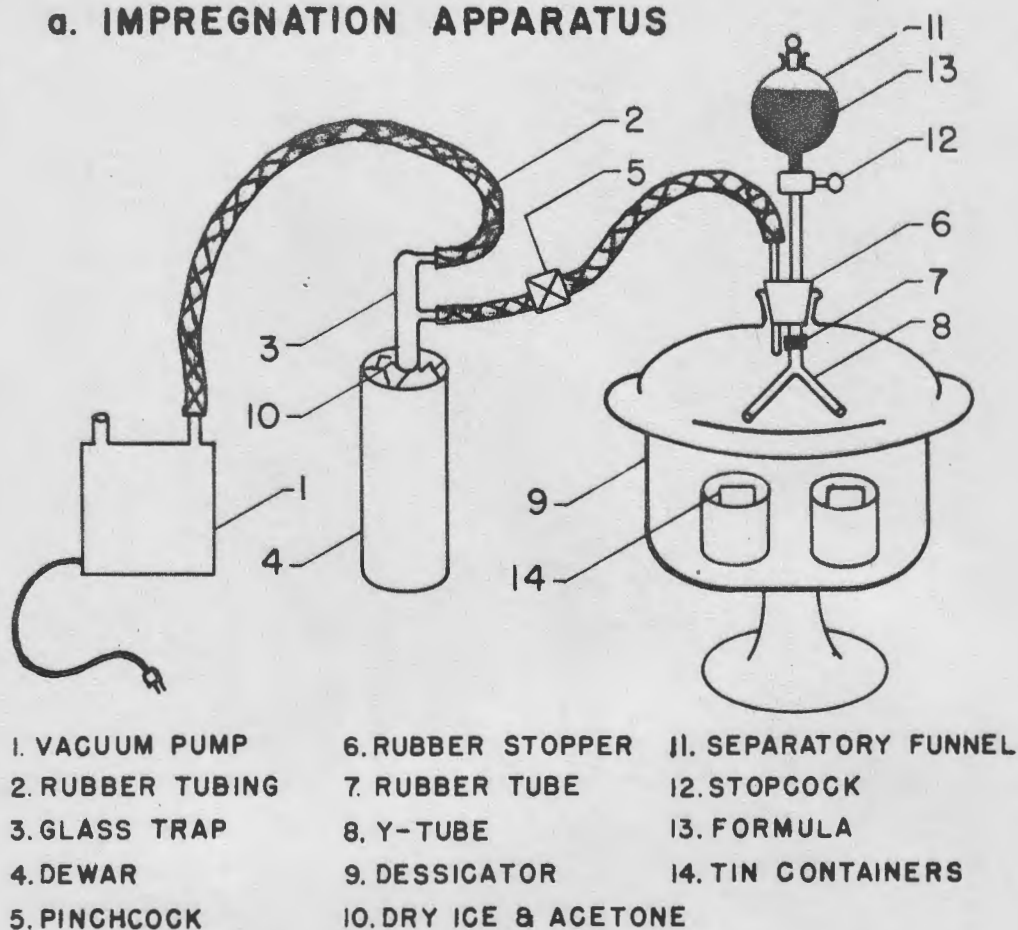 a. IMPREGNATION APPARATUS
11
13
2
12
5
6
7
8
3
10
1
9
4
14
1. VACUUM PUMP
2. RUBBER TUBING
3. GLASS TRAP
4. DEWAR
5. PINCHCOCK
6. RUBBER STOPPER
7. RUBBER TUBE
8. Y-TUBE
9. DESSICATOR
10. DRY ICE & ACETONE
11. SEPARATORY FUNNEL
12. STOPCOCK
13. FORMULA
14. TIN CONTAINERS